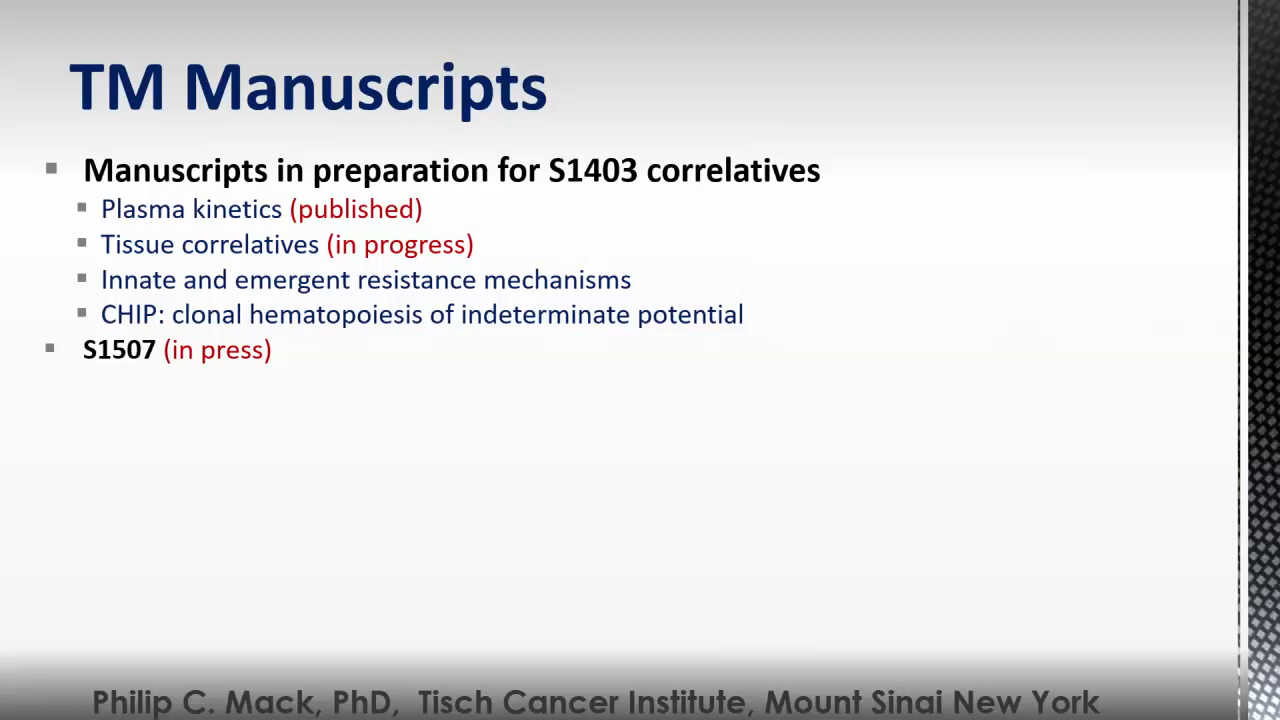 TM Manuscripts
Manuscripts in preparation for S1403 correlatives
Plasma kinetics (published)
Tissue correlatives (in progress)
Innate and emergent resistance mechanisms
CHIP: clonal hematopoiesis of indeterminate potential
S1507 (in press)
Philip C. Mack, PhD, Tisch Cancer Institute, Mount Sinai New York